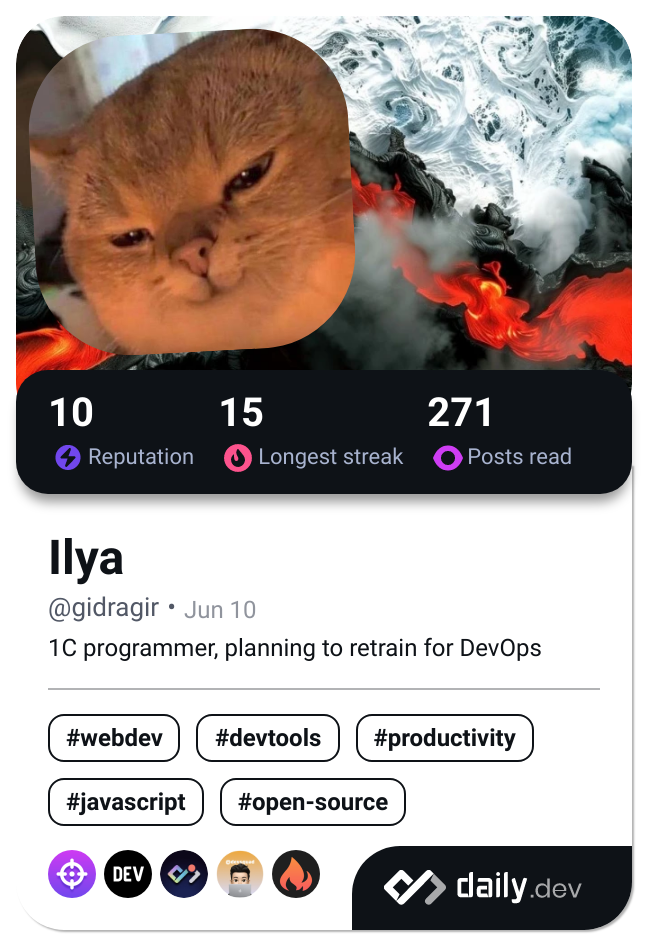 10 15 271
Reputation Longest streak Posts read
Ilya
@gidragir • Jun 10
1C programmer, planning to retrain for DevOps
#webdev #devtools #productivity
#javascript #open-source
DEV
daily.dev